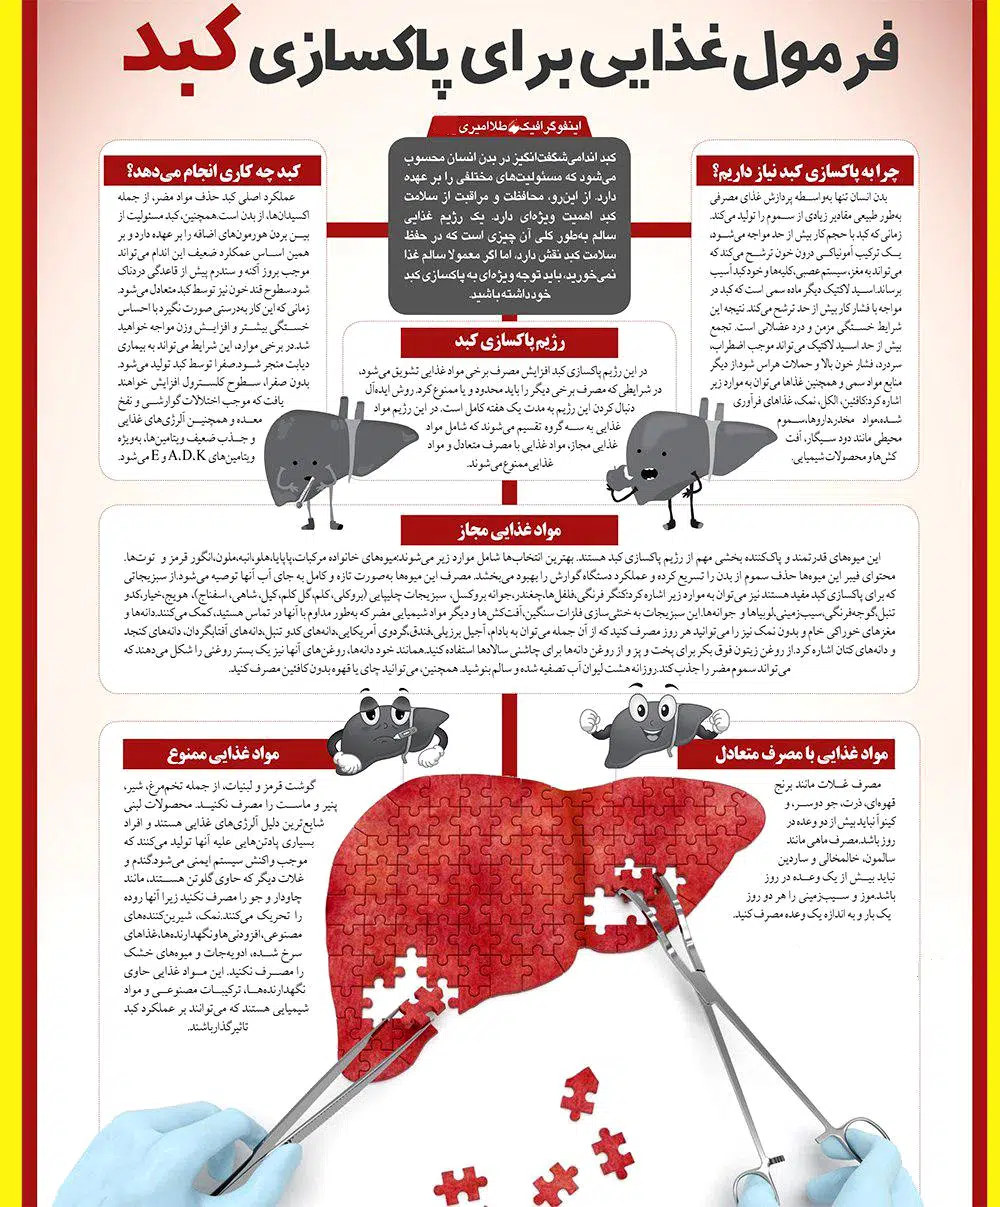 فرمول غذایی برای پاکسازی کبد
اینفوگرافیک طلا امیری
کبد اندامی شگفت‌انگیز در بدن انسان محسوب
می‌شود که مسئولیت‌های مختلفی را بر عهده
دارد. از این‌رو، محافظت و مراقبت از سلامت
کبد اهمیت ویژه‌ای دارد. یک رژیم غذایی
سالم به‌طور کلی آن چیزی است که در حفظ
سلامت کبد نقش دارد، اما اگر معمولا سالم غذا
نمی‌خورید، باید توجه ویژه‌ای به پاکسازی کبد
خود داشته باشید.
چرا به پاکسازی کبد نیاز داریم؟
بدن انسان تنها به‌واسطه پردازش غذای مصرفی
به‌طور طبیعی مقادیر زیادی از سموم را تولید می‌کند.
زمانی که کبد با حجم کار بیش از حد مواجه می‌شود،
یک ترکیب آمونیاکی درون خون ترشح می‌کند که
می‌تواند به مغز، سیستم عصبی، کلیه‌ها و خود کبد آسیب
برساند.اسید لاکتیک دیگر ماده سمی است که کبد در
مواجه با فشار کار بیش از حد ترشح می‌کند. نتیجه این
شرایط خستگی مزمن و درد عضلانی است. تجمع
بیش از حد اسید لاکتیک می‌تواند موجب اضطراب،
سردرد، فشار خون بالا و حملات هراس شود.از دیگر
منابع مواد سمی و همچنین غذاها می‌توان به موارد زیر
اشاره کرد:کافئین، الکل، نمک، غذاهای فرآوری
شده،مواد مخدر،داروها،سموم
محیطی مانند دود سیگار، آفت
کش‌ها و محصولات شیمیایی.
کبد چه کاری انجام می‌دهد؟
عملکرد اصلی کبد حذف مواد مضر، از جمله
اکسیدان‌ها، از بدن است.همچنین، کبد مسئولیت از
بین بردن هورمون‌های اضافه را بر عهده دارد و بر
همین اساس عمکلرد ضعیف این اندام می‌تواند
موجب بروز آکنه و سندرم پیش از قاعدگی دردناک
شود.سطوح قند خون نیز توسط کبد متعادل می‌شود.
زمانی که این کار به‌درستی صورت نگیرد با احساس
خستگی بیشتر و افزایش وزن مواجه خواهید
شد.در برخی موارد، این شرایط می‌تواند به بیماری
دیابت منجر شود.صفرا توسط کبد تولید می‌شود.
بدون صفرا، سطوح کلسترول افزایش خواهند
یافت که موجب اختلالات گوارشی و نفخ
معده و همچنین آلرژی‌های غذایی
و جذب ضعیف ویتامین‌ها، به‌ویژه
ویتامین‌های A،D،K و E می‌شود.
رژیم پاکسازی کبد
در این رژیم پاکسازی کبد افزایش مصرف برخی مواد غذایی تشویق می‌شود،
در شرایطی که مصرف برخی دیگر را باید محدود و یا ممنوع کرد. روش ایده‌آل
دنبال کردن این رژیم به مدت یک هفته کامل است. در این رژیم مواد
غذایی به سه گروه تقسیم می‌شوند که شامل مواد
غذایی مجاز، مواد غذایی با مصرف متعادل و مواد
غذایی ممنوع می‌شوند.
مواد غذایی مجاز
این میوه‌های قدرتمند و پاک‌کننده بخشی مهم از رژیم پاکسازی کبد هستند. بهترین انتخاب‌ها شامل موارد زیر می‌شوند:میوه‌های خانواده مرکبات،پاپایا،هلو،انبه،ملون،انگور قرمز و توت‌ها.
محتوای فیبر این میوه‌ها حذف سموم از بدن را تسریع کرده و عملکرد دستگاه گوارش را بهبود می‌بخشد. مصرف این میوه‌ها به‌صورت تازه و کامل به جای آب آنها توصیه می‌شود.از سبزیجاتی
که برای پاکسازی کبد مفید هستند نیز می‌توان به موارد زیر اشاره کرد:کنگر فرنگی،فلفل‌ها،چغندر،جوانه بروکسل، سبزیجات چلیپایی (بروکلی، کلم، گل کلم، کیل، شاهی، اسفناج)، هویج،خیار،کدو
تنبل،گوجه‌فرنگی،سیب‌زمینی،لوبیاها و جوانه‌ها.این سبزیجات به خنثی‌سازی فلزات سنگین،آفت‌کش‌ها و دیگر مواد شیمیایی مضر که به‌طور مداوم با آنها در تماس هستید، کمک می‌کنند.دانه‌ها و
مغزهای خوراکی خام و بدون نمک نیز را می‌توانید هر روز مصرف کنید که از آن جمله می‌توان به بادام، آجیل برزیلی،فندق،گردوی آمریکایی،دانه‌های کدو تنبل،دانه‌های آفتابگردان، دانه‌های کنجد
و دانه‌های کتان اشاره کرد.از روغن زیتون فوق بکر برای پخت و پز و از روغن دانه‌ها برای چاشنی سالادها استفاده کنید.همانند خود دانه‌ها، روغن‌های آنها نیز یک بستر روغنی را شکل می‌دهند که
می‌تواند سموم مضر را جذب کند. روزانه هشت لیوان آب تصفیه شده و سالم بنوشید. همچنین، می‌توانید چای یا قهوه بدون کافئین مصرف کنید.
مواد غذایی با مصرف متعادل
مصرف غلات مانند برنج
قهوه‌ای، ذرت، جو دوسر، و
کینوآ نباید بیش از دو وعده در
روز باشد.مصرف ماهی مانند
سالمون، خالمخالی و ساردین
نباید بیش از یک وعده در روز
باشد.موز و سیب‌زمینی را هر دو روز
یک بار و به اندازه یک وعده مصرف کنید.
مواد غذایی ممنوع
گوشت قرمز و لبنیات، از جمله تخم‌مرغ، شیر،
پنیر و ماست را مصرف نکنید. محصولات لبنی
شایع‌ترین دلیل آلرژی‌های غذایی هستند و افراد
بسیاری پادتن‌هایی علیه آنها تولید می‌کنند که
موجب واکنش سیستم ایمنی می‌شود.گندم و
غلات دیگر که حاوی گلوتن هستند، مانند
چاودار و جو را مصرف نکنید زیرا آنها روده
را تحریک می‌کنند.نمک، شیرین‌کننده‌های
مصنوعی،افزودنی‌ها و نگهدارنده‌ها،غذاهای
سرخ شده، ادویه‌جات و میوه‌های خشک
را مصرف نکنید. این مواد غذایی حاوی
نگهدارنده‌ها، ترکیبات مصنوعی و مواد
شیمیایی هستند که می‌توانند بر عملکرد کبد
تاثیرگذار باشند.